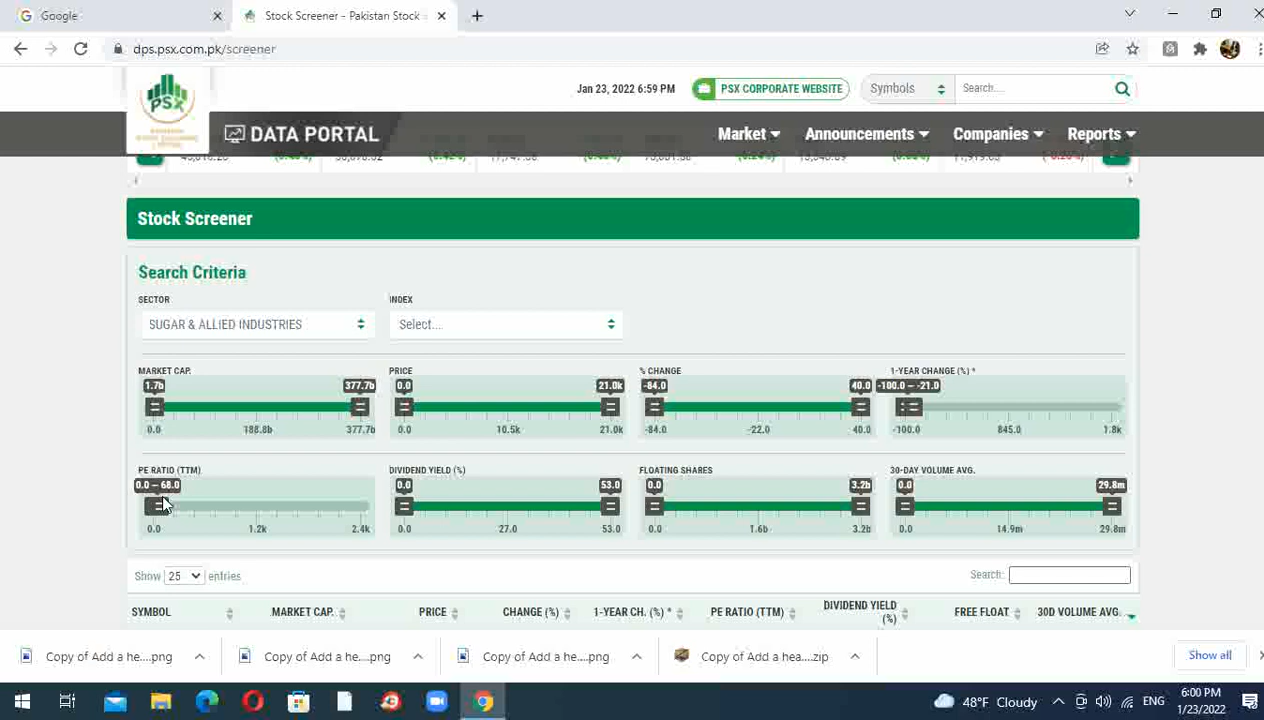 Google
Stock Screener - Pakistan Stock
dps.psx.com.pk/screener
PSX
Jan 23, 2022 6:59 PM
PSX CORPORATE WEBSITE
Symbols
Search...
DATA PORTAL
Market
Announcements
Companies
Reports
Stock Screener
Search Criteria
SECTOR
INDEX
SUGAR & ALLIED INDUSTRIES
Select...
MARKET CAP.
PRICE
% CHANGE
1-YEAR CHANGE (%) *
1.7b 377.7b
0.0 21.0k
-84.0 40.0
-100.0 — -21.0
0.0 188.8b 377.7b
0.0 10.5k 21.0k
-84.0 -22.0 40.0
-100.0 845.0 1.8k
PE RATIO (TTM)
DIVIDEND YIELD (%)
FLOATING SHARES
30-DAY VOLUME AVG.
0.0 — 68.0
0.0 53.0
0.0 3.2b
0.0 29.8m
0.0 1.2k 2.4k
0.0 27.0 53.0
0.0 1.6b 3.2b
0.0 14.9m 29.8m
Show 25 entries
Search:
SYMBOL
MARKET CAP.
PRICE
CHANGE (%)
1-YEAR CH. (%) *
PE RATIO (TTM)
DIVIDEND YIELD
(%)
FREE FLOAT
30D VOLUME AVG.
Copy of Add a he....png
Copy of Add a he....png
Copy of Add a he....png
Copy of Add a hea....zip
Show all
48°F Cloudy
ENG
6:00 PM
1/23/2022